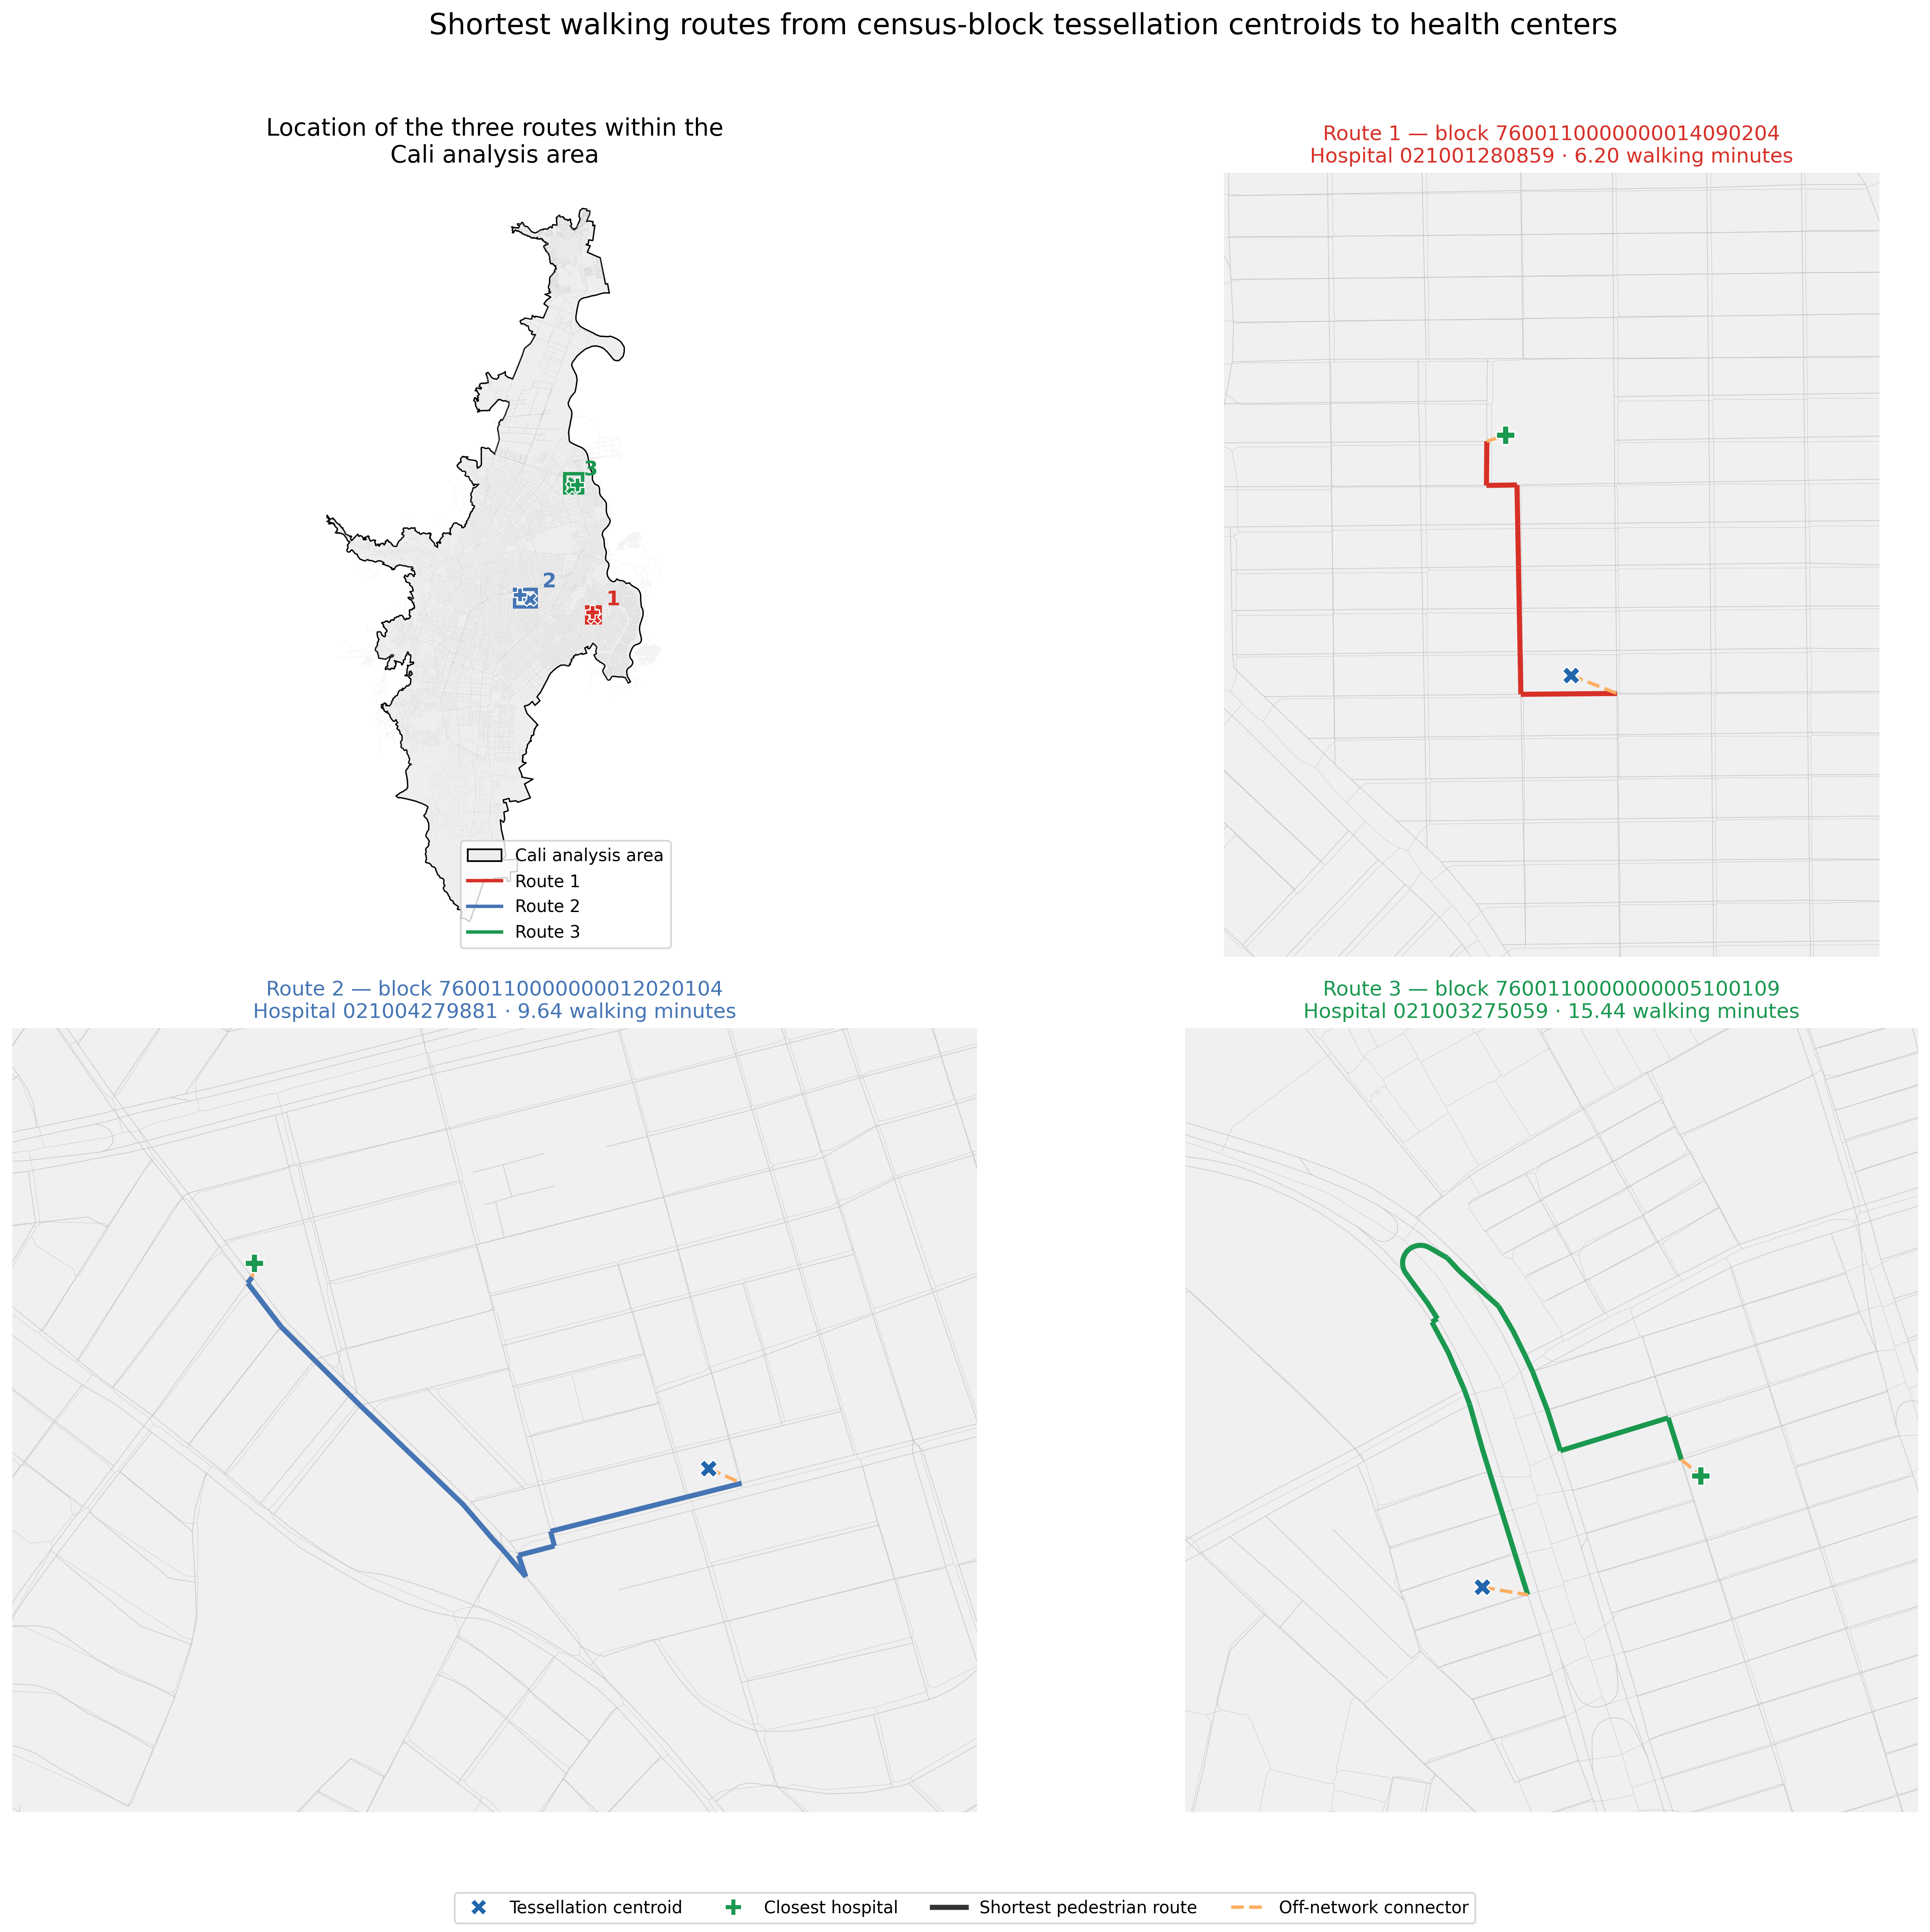 Shortest walking routes from census-block tessellation centroids to health centers
Location of the three routes within the
Cali analysis area
3
2
1
Cali analysis area
Route 1
Route 2
Route 3
Route 1 — block 7600110000000014090204
Hospital 021001280859 · 6.20 walking minutes
Route 2 — block 7600110000000012020104
Hospital 021004279881 · 9.64 walking minutes
Route 3 — block 7600110000000005100109
Hospital 021003275059 · 15.44 walking minutes
Tessellation centroid
Closest hospital
Shortest pedestrian route
Off-network connector